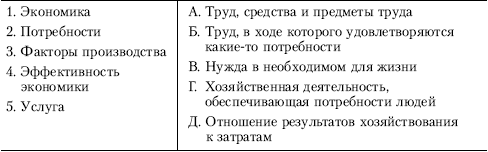 1. Экономика
2. Потребности
3. Факторы производства
4. Эффективность
экономики
5. Услуга
А. Труд, средства и предметы труда
Б. Труд, в ходе которого удовлетворяются
какие-то потребности
В. Нужда в необходимом для жизни
Г. Хозяйственная деятельность,
обеспечивающая потребности людей
Д. Отношение результатов хозяйствования
к затратам